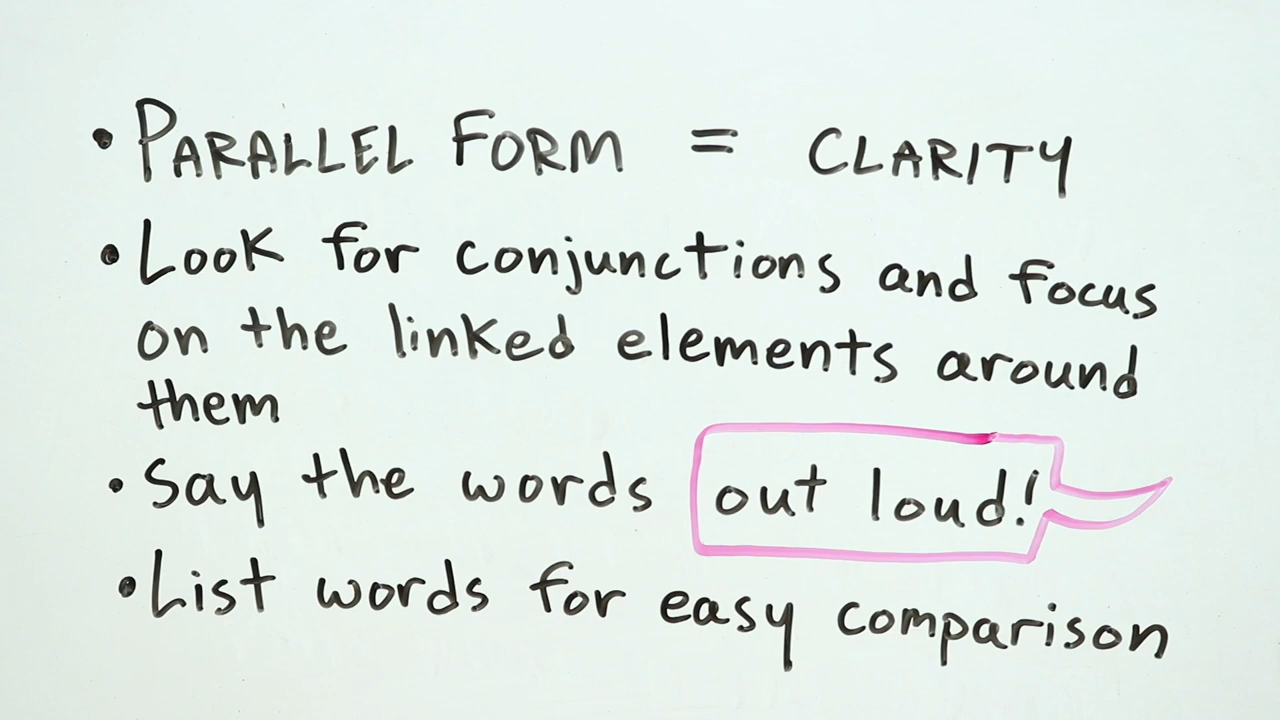 • PARALLEL FORM = CLARITY
• Look for conjunctions and focus
on the linked elements around
them
• Say the words out loud!
• List words for easy comparison